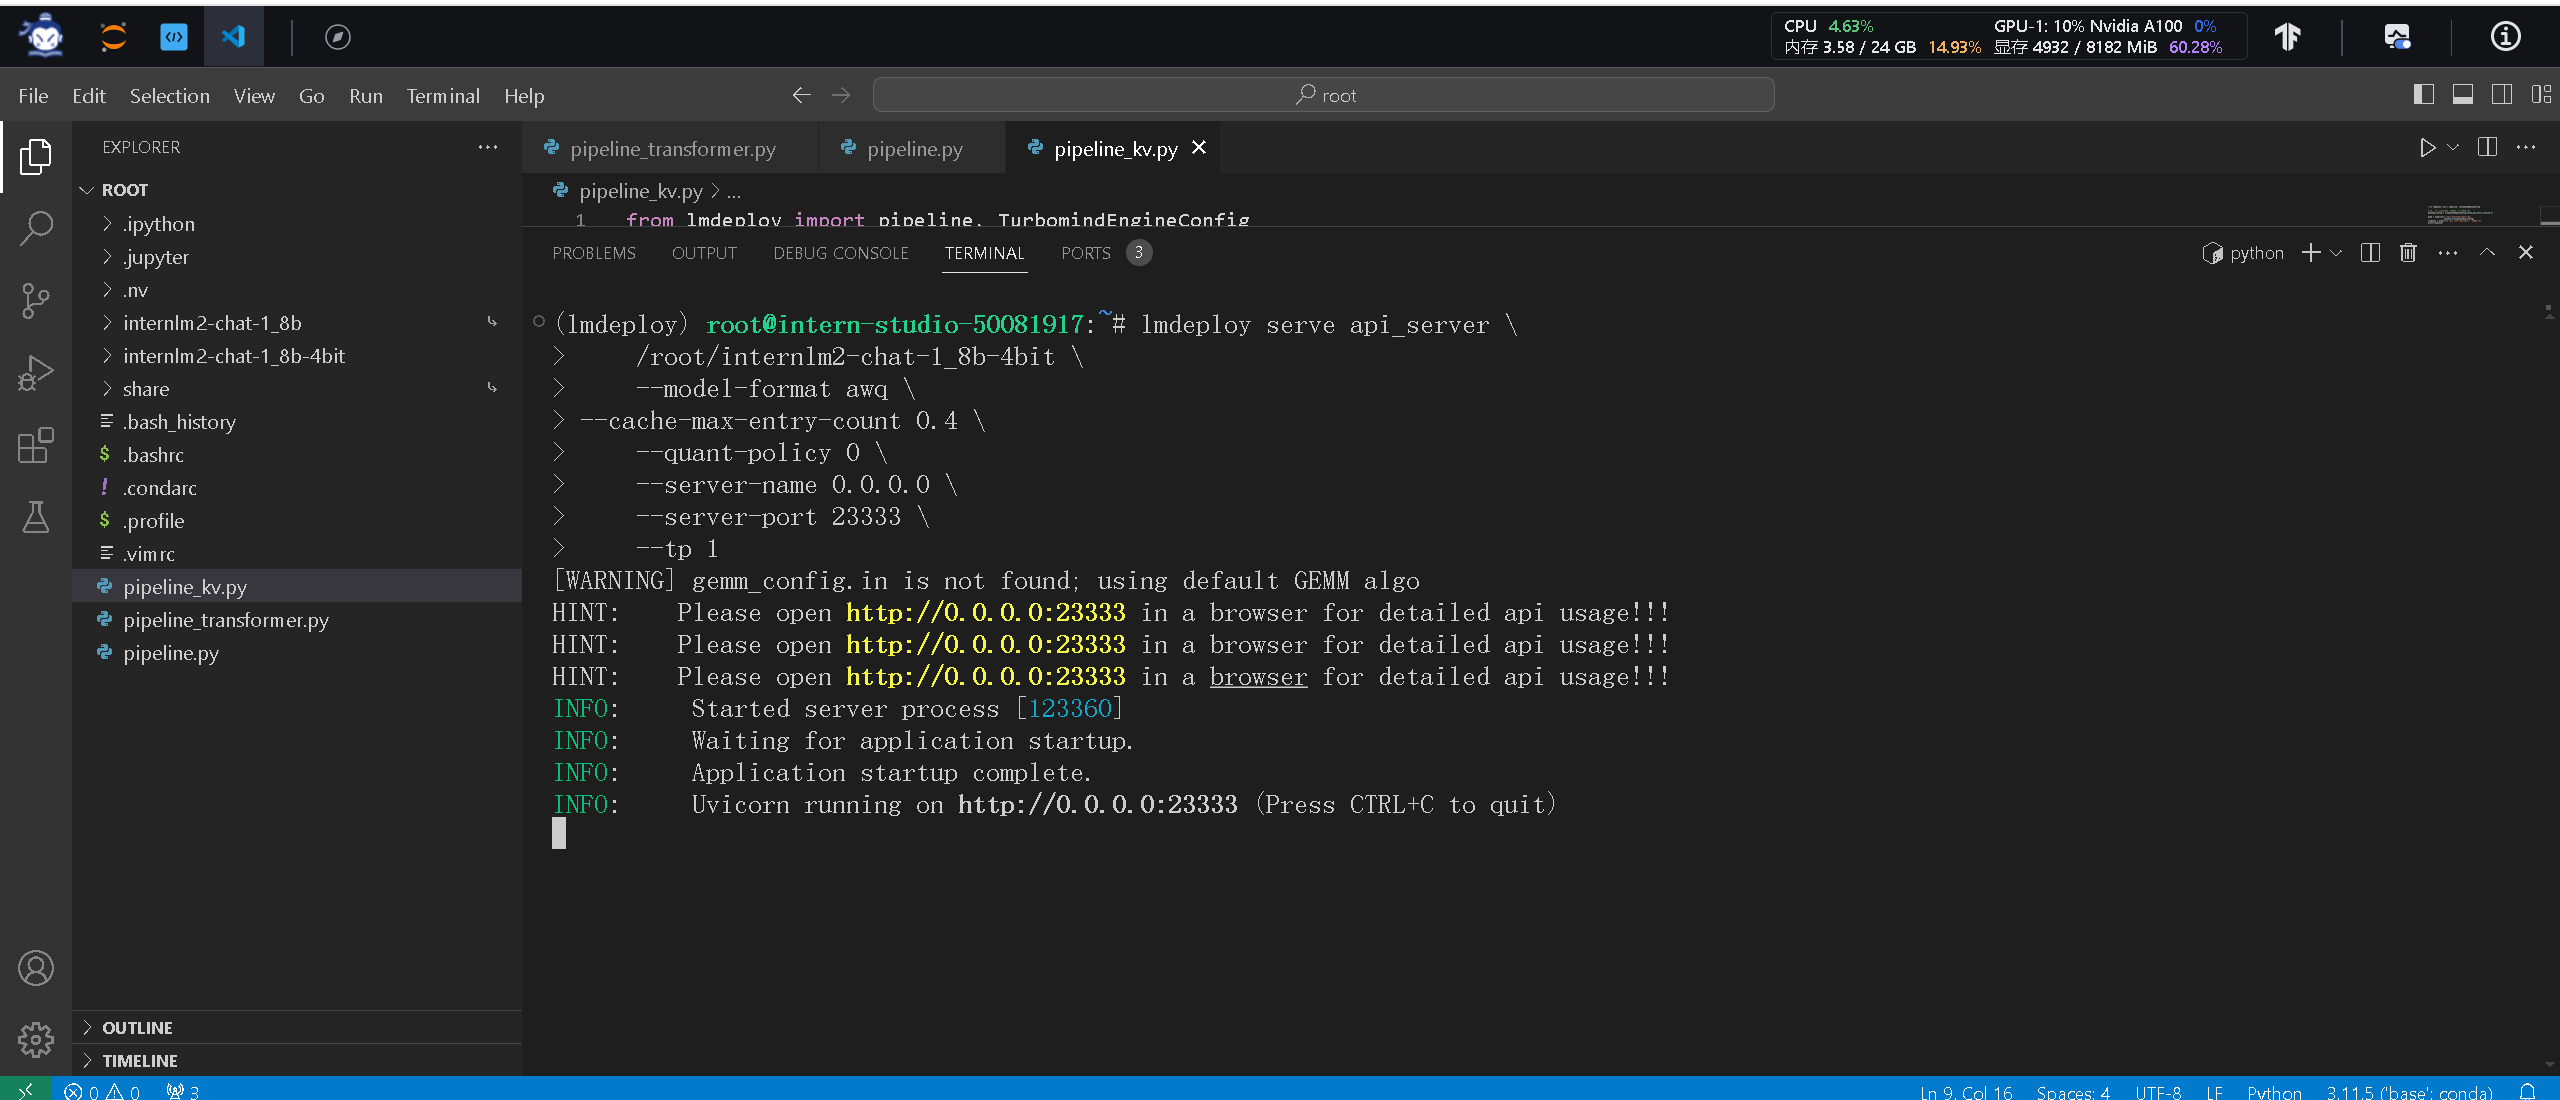 CPU 4.63% GPU-1: 10% Nvidia A100 0%
内存 3.58 / 24 GB 14.93% 显存 4932 / 8182 MiB 60.28%
File Edit Selection View Go Run Terminal Help
root
EXPLORER
pipeline_transformer.py
pipeline.py
pipeline_kv.py
ROOT
.ipython
.jupyter
.nv
internlm2-chat-1_8b
internlm2-chat-1_8b-4bit
share
.bash_history
.bashrc
.condarc
.profile
.vimrc
pipeline_kv.py
pipeline_transformer.py
pipeline.py
OUTLINE
TIMELINE
pipeline_kv.py > ...
1 from lmdeploy import pipeline, TurbomindEngineConfig
PROBLEMS OUTPUT DEBUG CONSOLE TERMINAL PORTS 3
python
(lmdeploy) root@intern-studio-50081917:~# lmdeploy serve api_server \
> /root/internlm2-chat-1_8b-4bit \
> --model-format awq \
> --cache-max-entry-count 0.4 \
> --quant-policy 0 \
> --server-name 0.0.0.0 \
> --server-port 23333 \
> --tp 1
[WARNING] gemm_config.in is not found; using default GEMM algo
HINT: Please open http://0.0.0.0:23333 in a browser for detailed api usage!!!
HINT: Please open http://0.0.0.0:23333 in a browser for detailed api usage!!!
HINT: Please open http://0.0.0.0:23333 in a browser for detailed api usage!!!
INFO: Started server process [123360]
INFO: Waiting for application startup.
INFO: Application startup complete.
INFO: Uvicorn running on http://0.0.0.0:23333 (Press CTRL+C to quit)
0 0 3
Ln 9, Col 16 Spaces: 4 UTF-8 LF Python 3.11.5 ('base': conda)